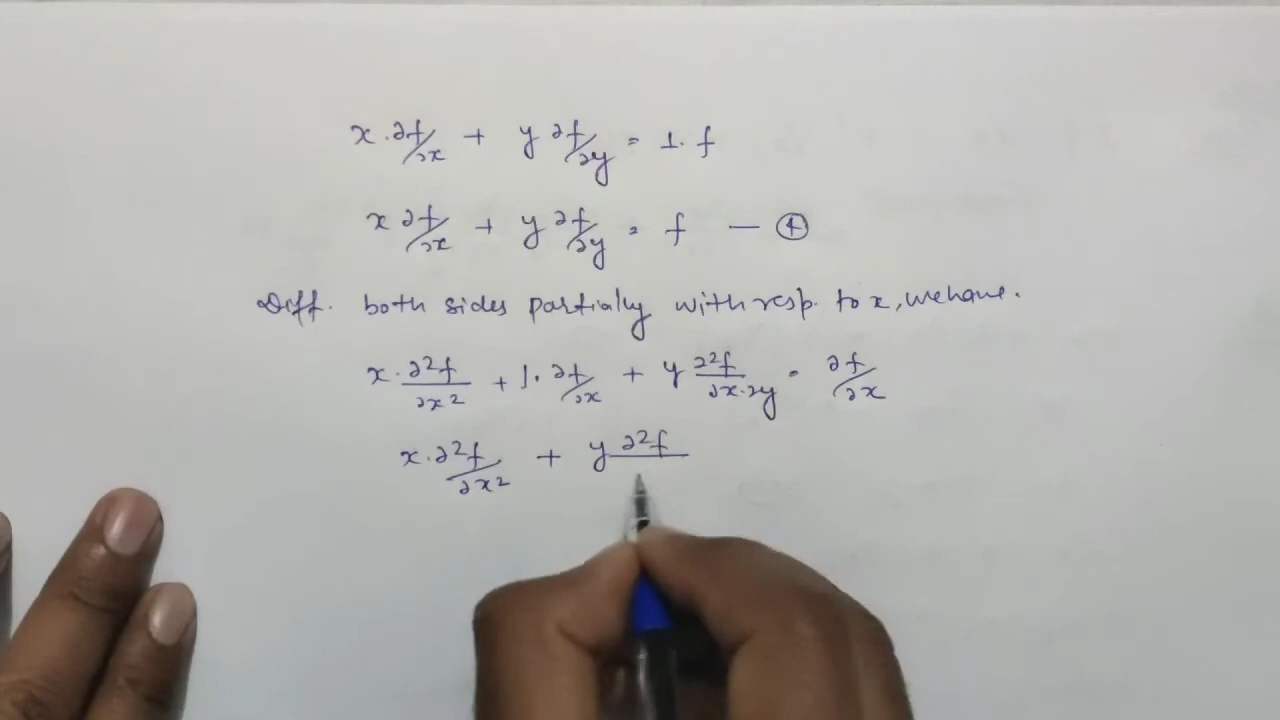 x · ∂f/∂x + y ∂f/∂y = 1. f
x ∂f/∂x + y ∂f/∂y = f — ④
Diff. both sides partially with resp. to x, we have.
x · ∂²f/∂x² + 1 · ∂f/∂x + y ∂²f/∂x·∂y = ∂f/∂x
x · ∂²f/∂x² + y ∂²f/